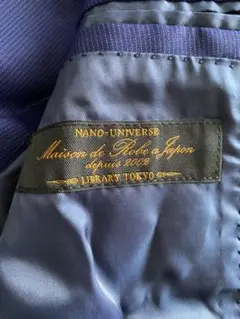 NANO·UNIVERSE
Maison de Robe à Japon
depuis 2002
LIBRARY TOKYO